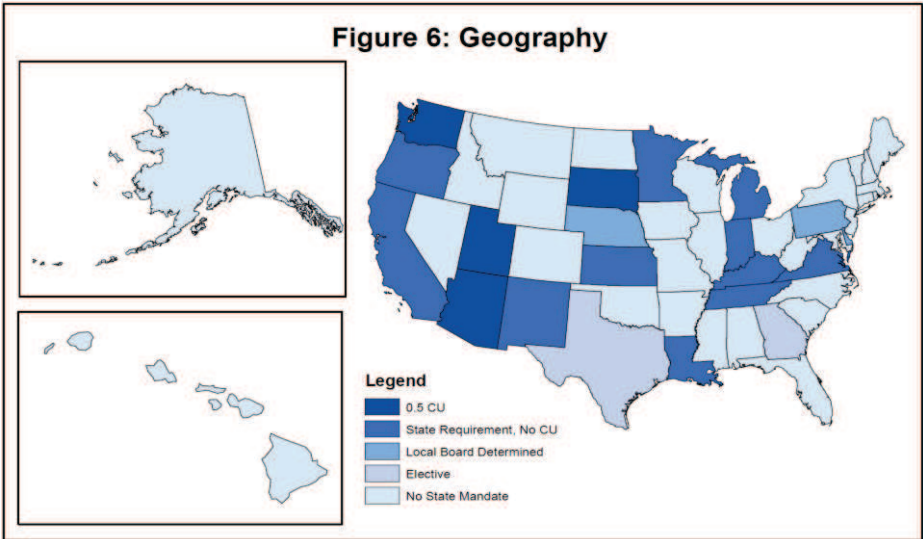 Figure 6: Geography
Legend
0.5 CU
State Requirement, No CU
Local Board Determined
Elective
No State Mandate